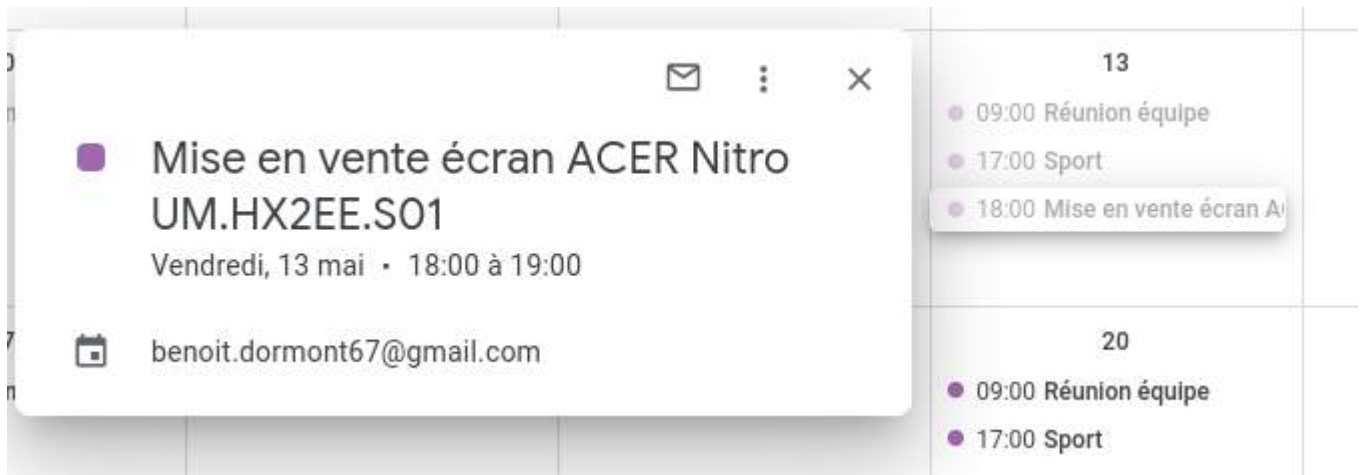 Mise en vente écran ACER Nitro
UM.HX2EE.S01
Vendredi, 13 mai • 18:00 à 19:00
benoit.dormont67@gmail.com
13
09:00 Réunion équipe
17:00 Sport
18:00 Mise en vente écran A
20
09:00 Réunion équipe
17:00 Sport